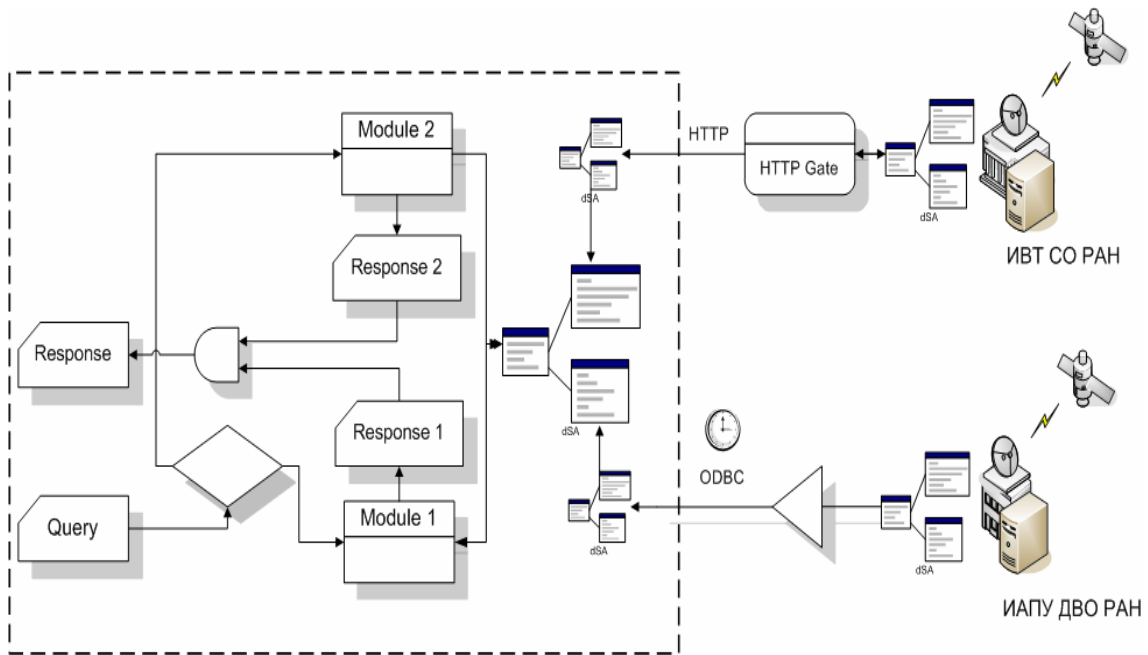 Module 2
HTTP
HTTP Gate
dSA
dSA
ИВТ СО РАН
Response 2
Response
Response 1
dSA
ODBC
Query
Module 1
dSA
dSA
ИАПУ ДВО РАН